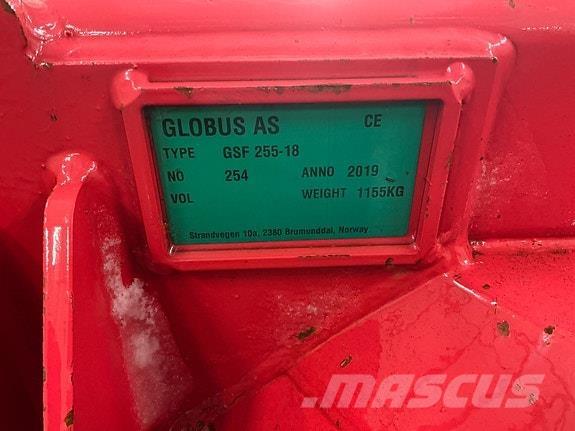 GLOBUS AS CE
TYPE GSF 255-18
NO 254 ANNO 2019
VOL WEIGHT 1155KG
Strandvegen 10a, 2380 Brumunddal, Norway
MASCUS